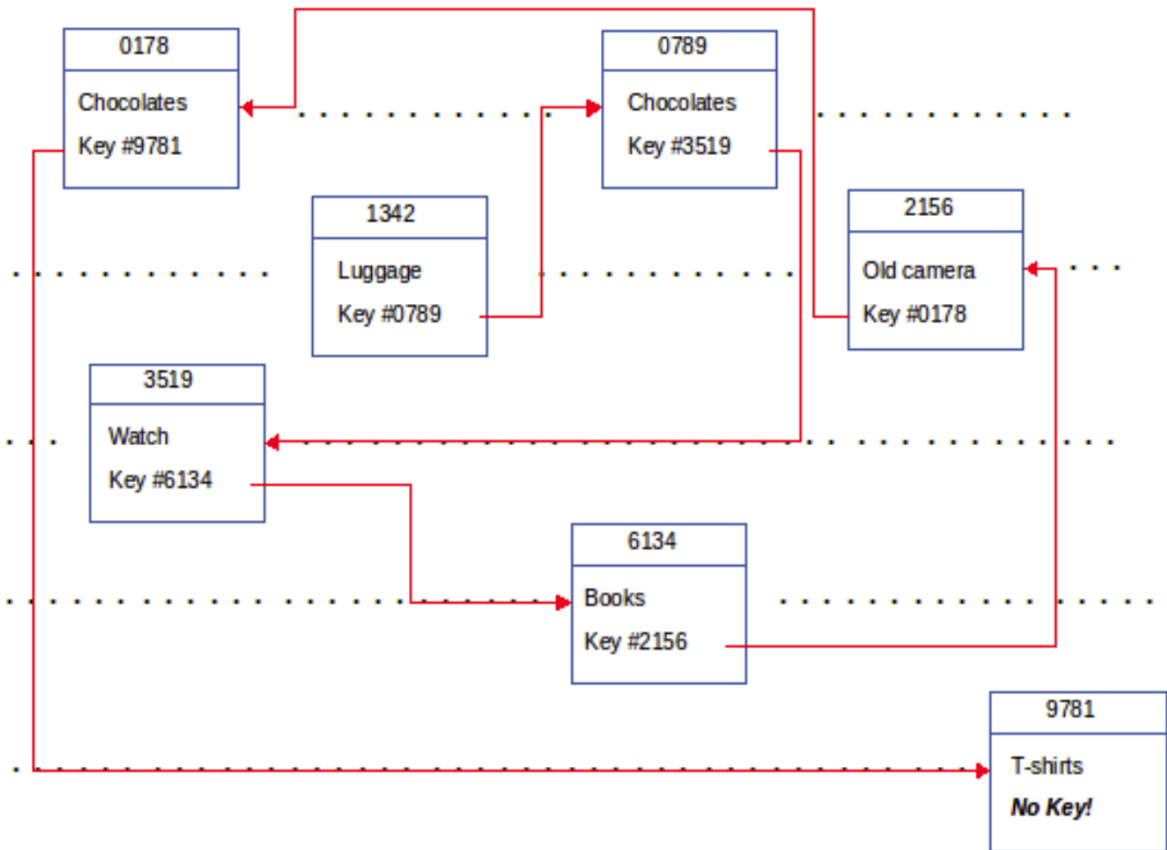 0178
Chocolates
Key #9781
0789
Chocolates
Key #3519
1342
Luggage
Key #0789
2156
Old camera
Key #0178
3519
Watch
Key #6134
6134
Books
Key #2156
9781
T-shirts
No Key!